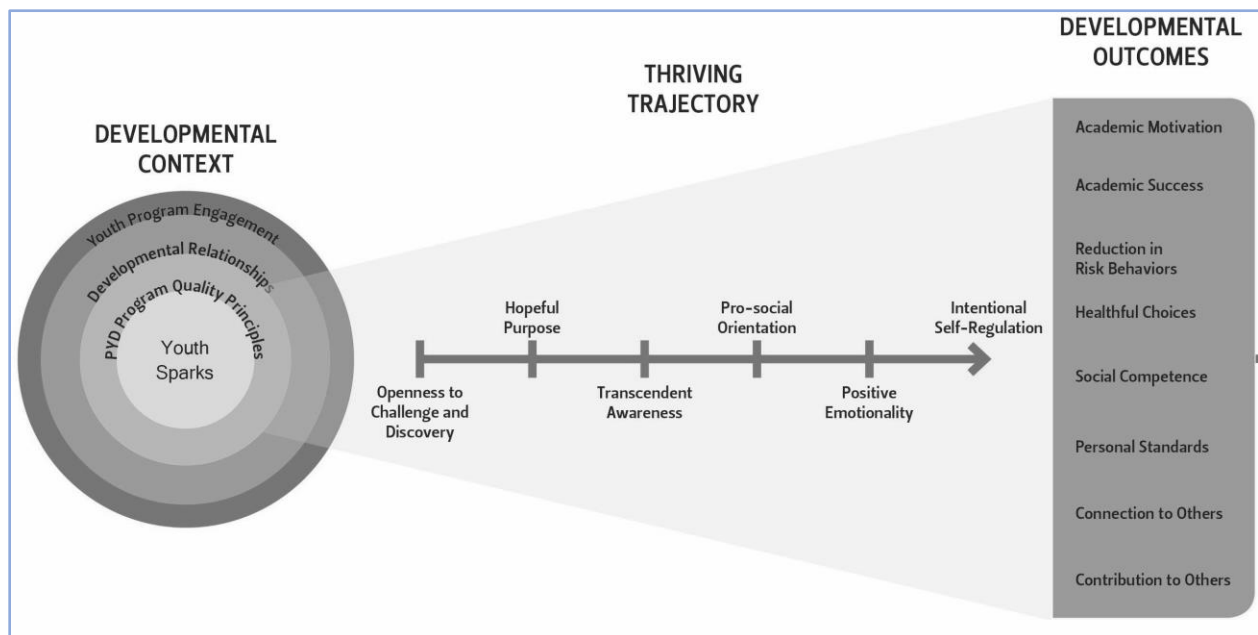 DEVELOPMENTAL
CONTEXT
Youth Program Engagement
Developmental Relationships
PYD Program Quality Principles
Youth
Sparks
THRIVING
TRAJECTORY
Openness to
Challenge and
Discovery
Hopeful
Purpose
Transcendent
Awareness
Pro-social
Orientation
Positive
Emotionality
Intentional
Self-Regulation
DEVELOPMENTAL
OUTCOMES
Academic Motivation
Academic Success
Reduction in
Risk Behaviors
Healthful Choices
Social Competence
Personal Standards
Connection to Others
Contribution to Others